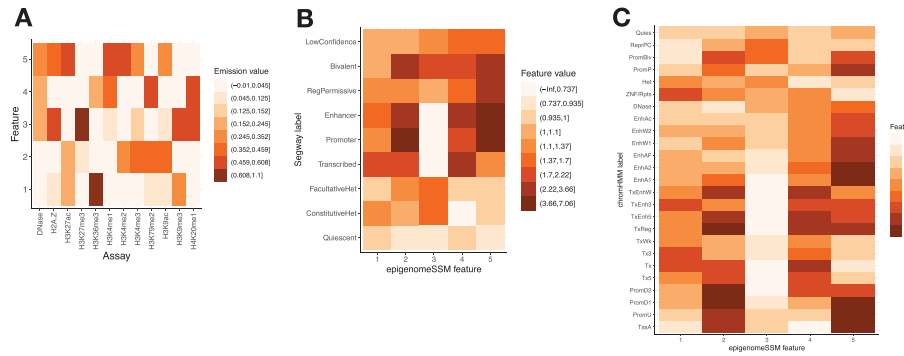 A
5
4
3
2
1
Feature
DNase
H2A.Z
H3K27ac
H3K27me3
H3K36me3
H3K4me1
H3K4me2
H3K4me3
H3K79me2
H3K9ac
H3K9me3
H4K20me1
Assay
Emission value
(−0.01,0.045]
(0.045,0.125]
(0.125,0.152]
(0.152,0.245]
(0.245,0.352]
(0.352,0.459]
(0.459,0.608]
(0.608,1.1]
B
LowConfidence
Bivalent
RegPermissive
Enhancer
Promoter
Transcribed
FacultativeHet
ConstitutiveHet
Quiescent
Segway label
1 2 3 4 5
epigenomeSSM feature
Feature value
(−Inf,0.737]
(0.737,0.935]
(0.935,1]
(1,1.1]
(1.1,1.37]
(1.37,1.7]
(1.7,2.22]
(2.22,3.66]
(3.66,7.06]
C
Quies
ReprPC
PromBiv
PromP
Het
ZNF/Rpts
DNase
EnhAc
EnhW2
EnhW1
EnhAF
EnhA2
EnhA1
TxEnhW
TxEnh3
TxEnh5
TxReg
TxWk
Tx3
Tx
Tx5
PromD2
PromD1
PromU
TssA
chromHMM label
1 2 3 4 5
epigenomeSSM feature
Feat